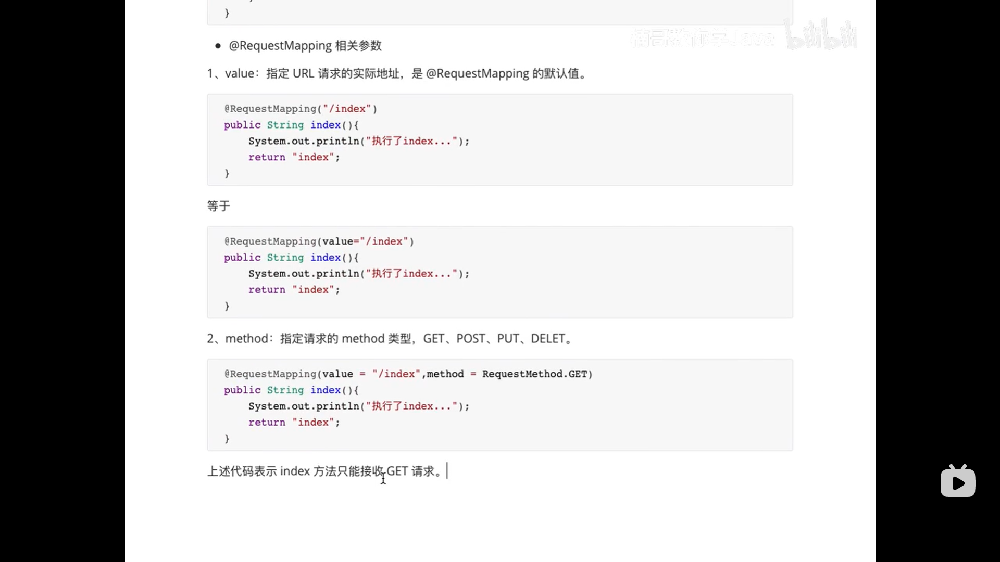 }
楠哥教你学Java bilibili
• @RequestMapping 相关参数
1、value：指定 URL 请求的实际地址，是 @RequestMapping 的默认值。
@RequestMapping("/index")
public String index(){
    System.out.println("执行了index...");
    return "index";
}
等于
@RequestMapping(value="/index")
public String index(){
    System.out.println("执行了index...");
    return "index";
}
2、method：指定请求的 method 类型，GET、POST、PUT、DELET。
@RequestMapping(value = "/index",method = RequestMethod.GET)
public String index(){
    System.out.println("执行了index...");
    return "index";
}
上述代码表示 index 方法只能接收 GET 请求。